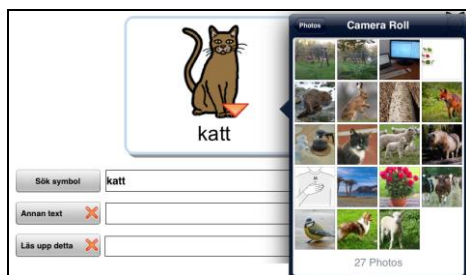 Photos Camera Roll
katt
Sök symbol katt
Annan text
Läs upp detta
27 Photos